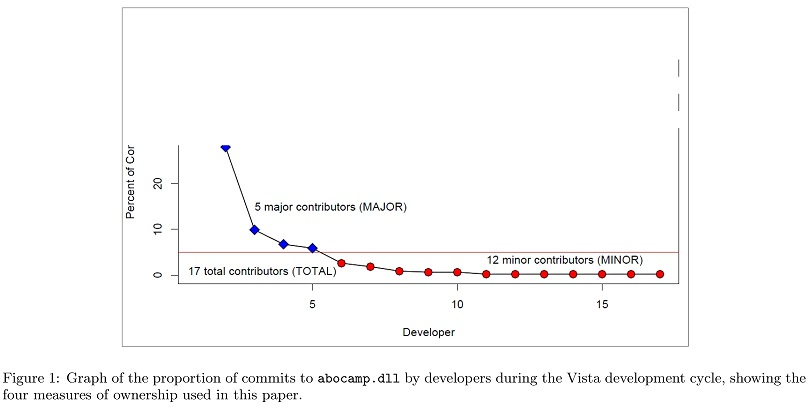 Percent of Cor
20
10
0
5 major contributors (MAJOR)
12 minor contributors (MINOR)
17 total contributors (TOTAL)
5 10 15
Developer
Figure 1: Graph of the proportion of commits to abocamp.dll by developers during the Vista development cycle, showing the
four measures of ownership used in this paper.